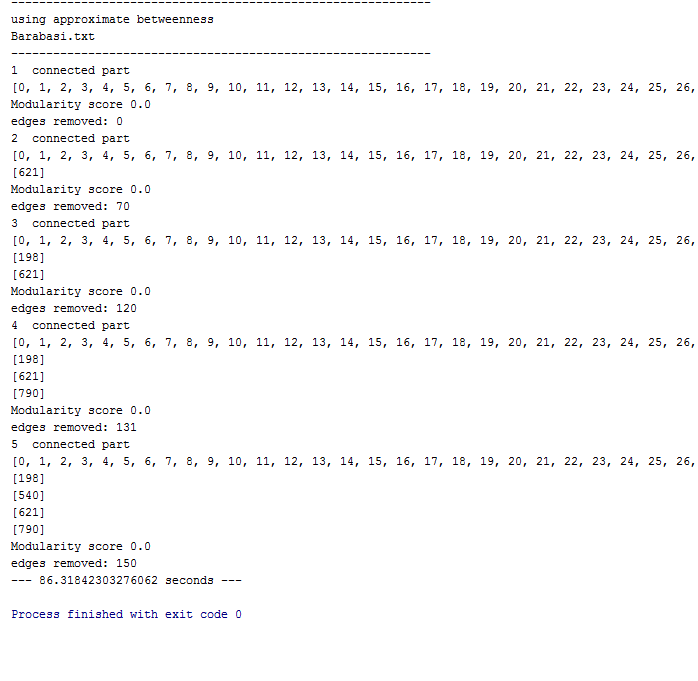 ------------------------------------------------------------
using approximate betweenness
Barabasi.txt
------------------------------------------------------------
1  connected part
[0, 1, 2, 3, 4, 5, 6, 7, 8, 9, 10, 11, 12, 13, 14, 15, 16, 17, 18, 19, 20, 21, 22, 23, 24, 25, 26,
Modularity score 0.0
edges removed: 0
2  connected part
[0, 1, 2, 3, 4, 5, 6, 7, 8, 9, 10, 11, 12, 13, 14, 15, 16, 17, 18, 19, 20, 21, 22, 23, 24, 25, 26,
[621]
Modularity score 0.0
edges removed: 70
3  connected part
[0, 1, 2, 3, 4, 5, 6, 7, 8, 9, 10, 11, 12, 13, 14, 15, 16, 17, 18, 19, 20, 21, 22, 23, 24, 25, 26,
[198]
[621]
Modularity score 0.0
edges removed: 120
4  connected part
[0, 1, 2, 3, 4, 5, 6, 7, 8, 9, 10, 11, 12, 13, 14, 15, 16, 17, 18, 19, 20, 21, 22, 23, 24, 25, 26,
[198]
[621]
[790]
Modularity score 0.0
edges removed: 131
5  connected part
[0, 1, 2, 3, 4, 5, 6, 7, 8, 9, 10, 11, 12, 13, 14, 15, 16, 17, 18, 19, 20, 21, 22, 23, 24, 25, 26,
[198]
[540]
[621]
[790]
Modularity score 0.0
edges removed: 150
--- 86.31842303276062 seconds ---
Process finished with exit code 0